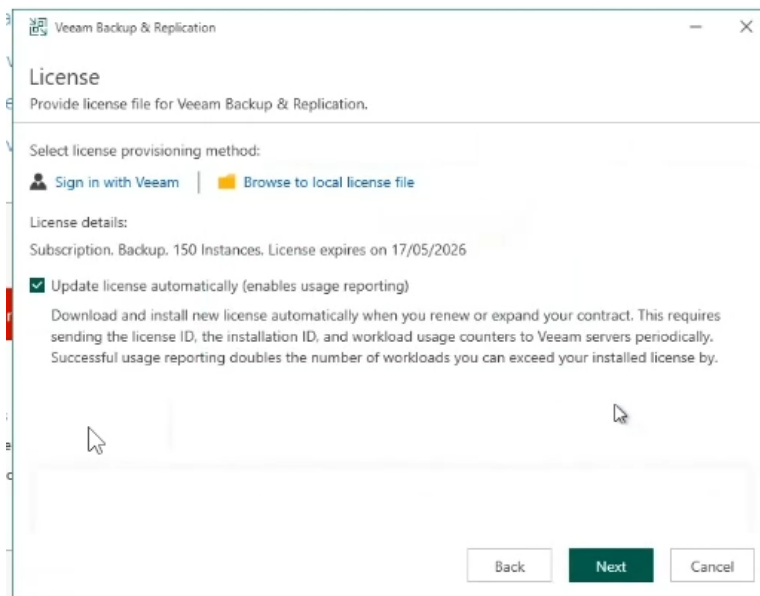 Veeam Backup & Replication
License
Provide license file for Veeam Backup & Replication.
Select license provisioning method:
Sign in with Veeam | Browse to local license file
License details:
Subscription. Backup. 150 Instances. License expires on 17/05/2026
Update license automatically (enables usage reporting)
Download and install new license automatically when you renew or expand your contract. This requires
sending the license ID, the installation ID, and workload usage counters to Veeam servers periodically.
Successful usage reporting doubles the number of workloads you can exceed your installed license by.
Back Next Cancel